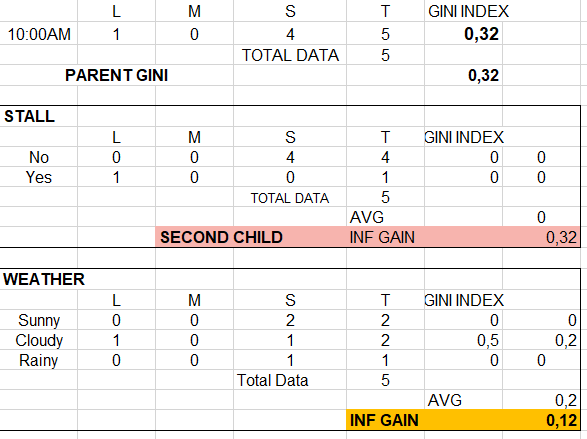 L M S T GINI INDEX
10:00AM 1 0 4 5 0,32
TOTAL DATA 5
PARENT GINI 0,32
STALL
L M S T GINI INDEX
No 0 0 4 4 0 0
Yes 1 0 0 1 0 0
TOTAL DATA 5
AVG 0
SECOND CHILD INF GAIN 0,32
WEATHER
L M S T GINI INDEX
Sunny 0 0 2 2 0 0
Cloudy 1 0 1 2 0,5 0,2
Rainy 0 0 1 1 0 0
Total Data 5
AVG 0,2
INF GAIN 0,12